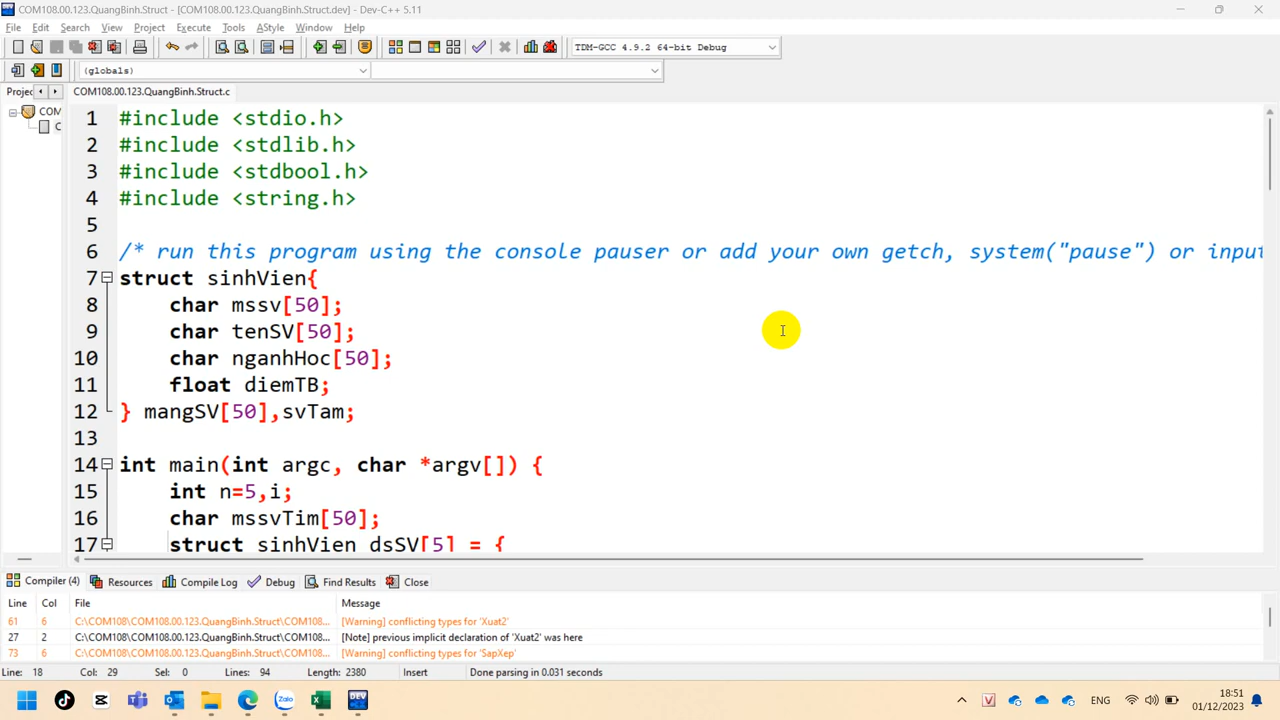 COM108.00.123.QuangBinh.Struct - [COM108.00.123.QuangBinh.Struct.dev] - Dev-C++ 5.11
File Edit Search View Project Execute Tools AStyle Window Help
TDM-GCC 4.9.2 64-bit Debug
(globals)
Projec COM108.00.123.QuangBinh.Struct.c
COM
C
1 #include <stdio.h>
2 #include <stdlib.h>
3 #include <stdbool.h>
4 #include <string.h>
5
6 /* run this program using the console pauser or add your own getch, system("pause") or input
7 struct sinhVien{
8 char mssv[50];
9 char tenSV[50];
10 char nganhHoc[50];
11 float diemTB;
12 } mangSV[50],svTam;
13
14 int main(int argc, char *argv[]) {
15 int n=5,i;
16 char mssvTim[50];
17 struct sinhVien dsSV[5] = {
Compiler (4) Resources Compile Log Debug Find Results Close
Line Col File Message
61 6 C:\COM108\COM108.00.123.QuangBinh.Struct\COM108... [Warning] conflicting types for 'Xuat2'
27 2 C:\COM108\COM108.00.123.QuangBinh.Struct\COM108... [Note] previous implicit declaration of 'Xuat2' was here
73 6 C:\COM108\COM108.00.123.QuangBinh.Struct\COM108... [Warning] conflicting types for 'SapXep'
Line: 18 Col: 29 Sel: 0 Lines: 94 Length: 2380 Insert Done parsing in 0.031 seconds
Zalo DEV V ENG 18:51
01/12/2023